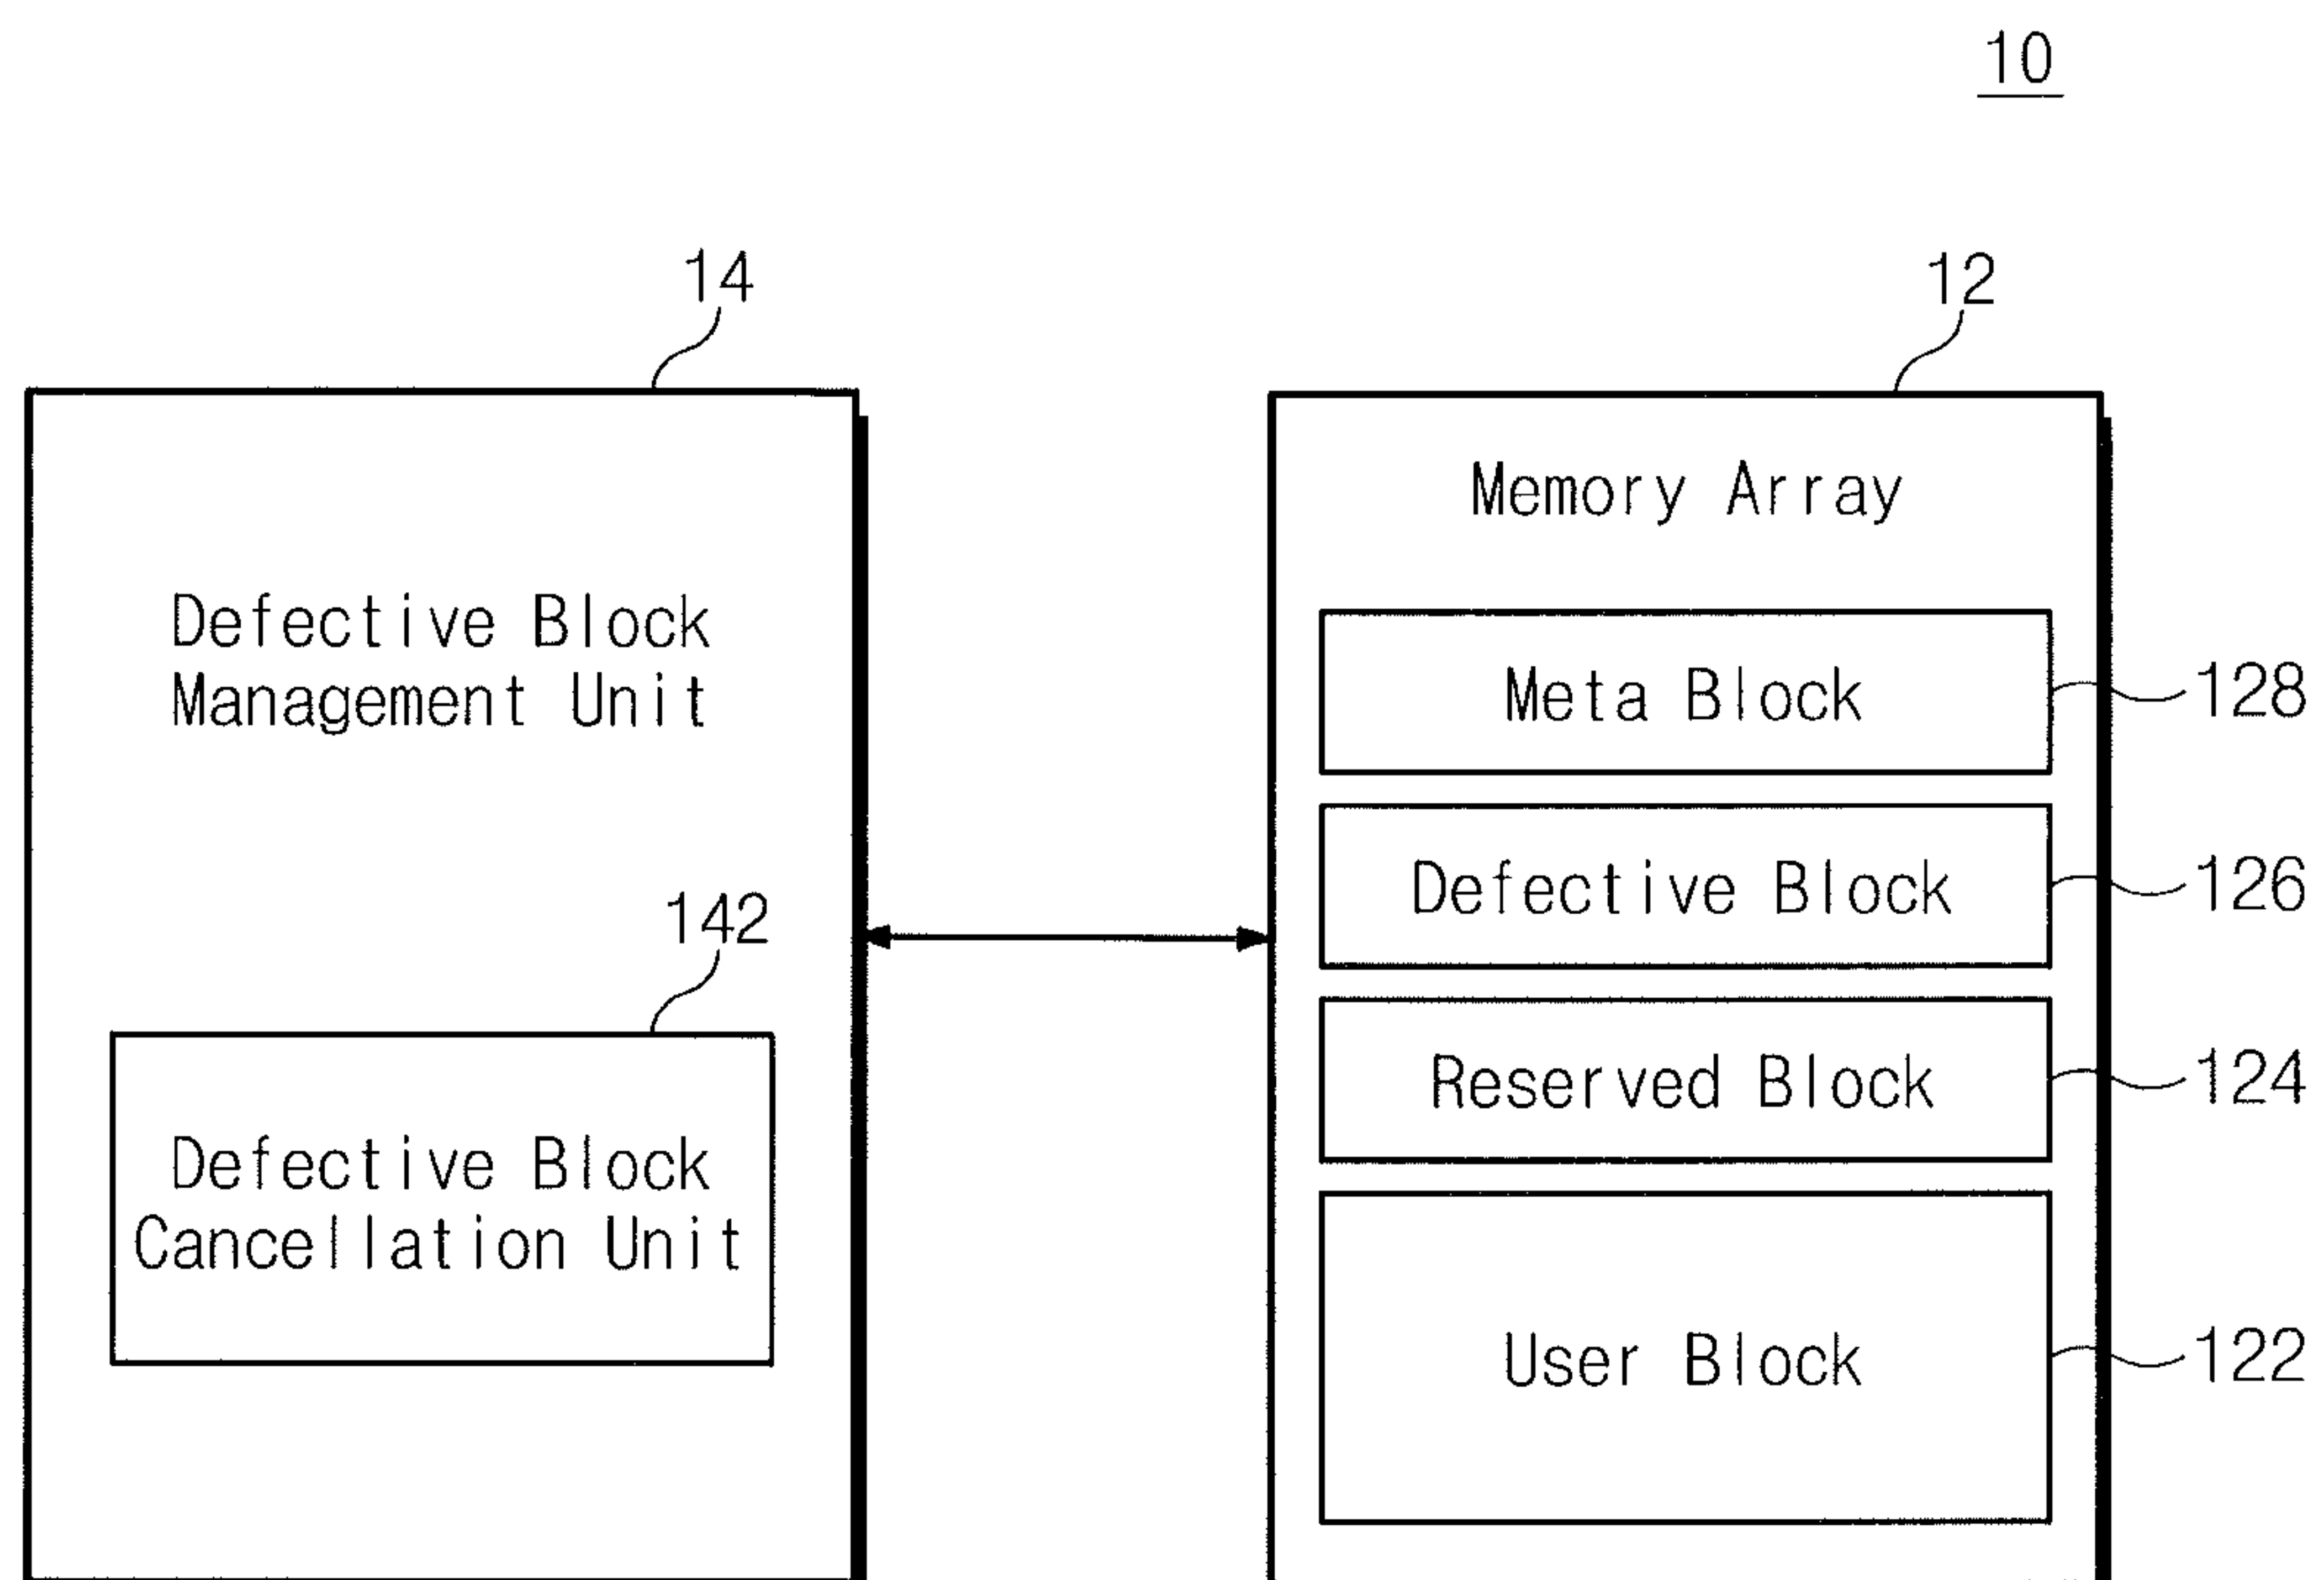 10
14
12
Defective Block
Management Unit
142
Defective Block
Cancellation Unit
Memory Array
Meta Block
128
Defective Block
126
Reserved Block
124
User Block
122